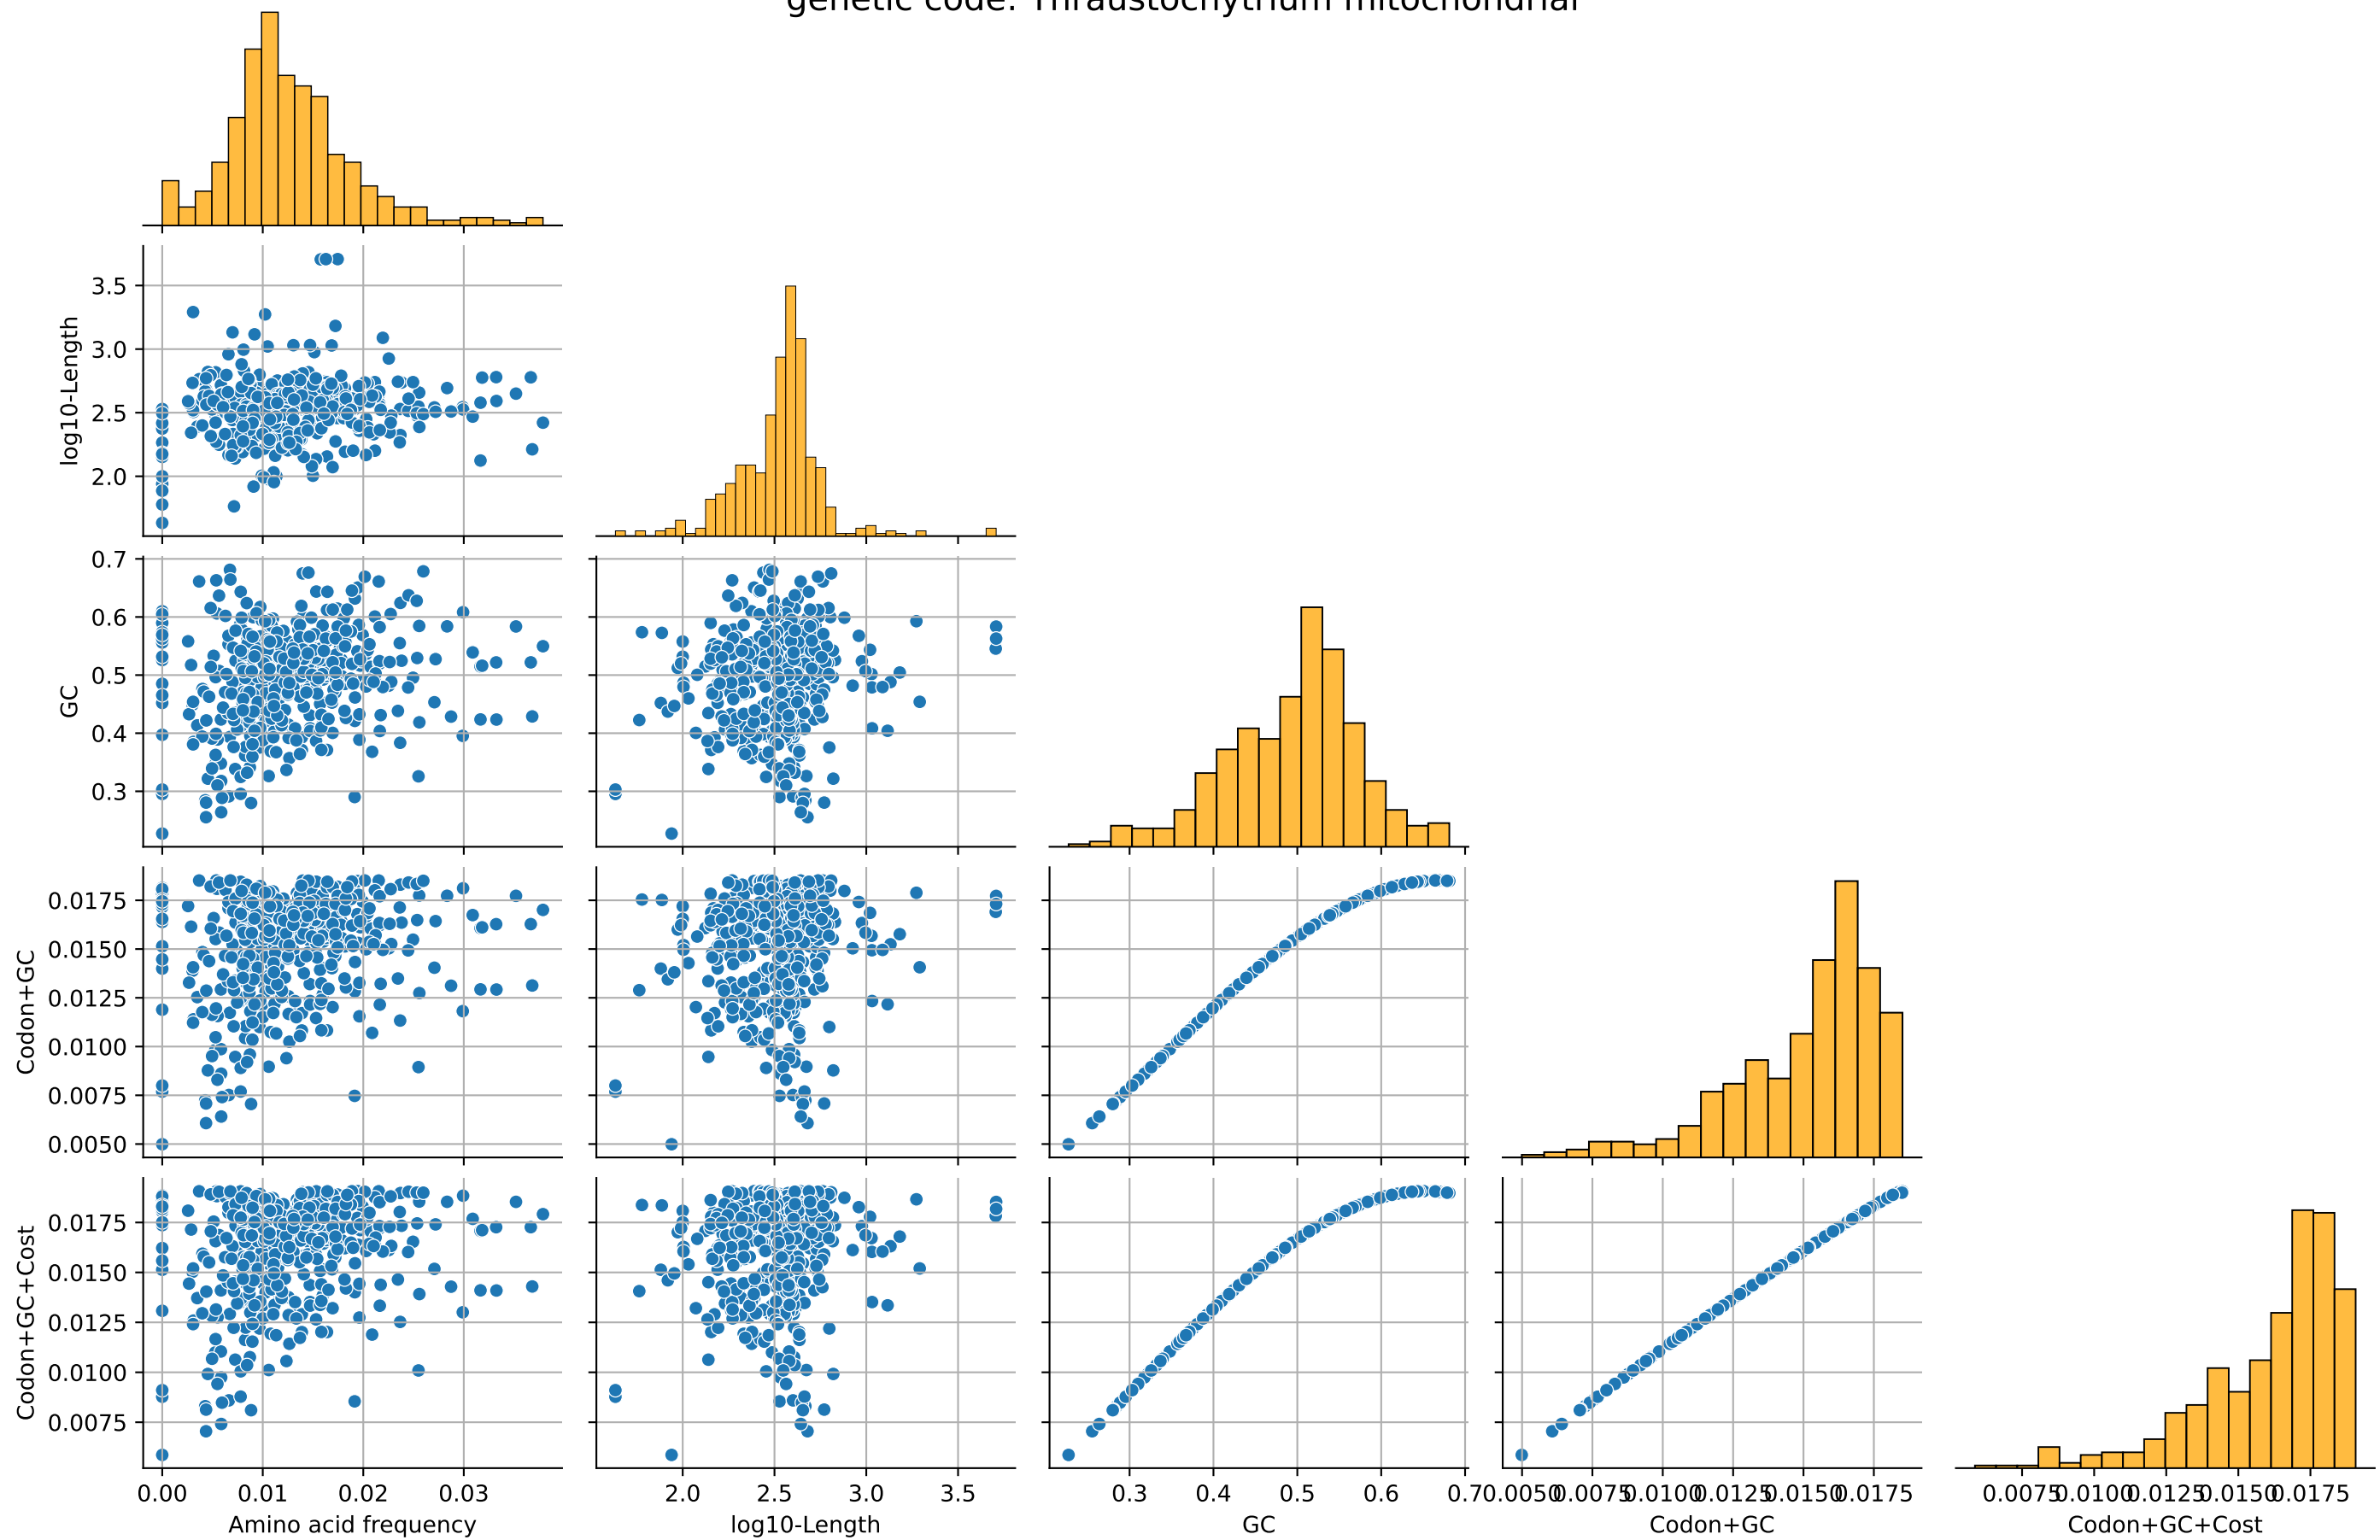 genetic code: Thraustochytrium mitochondrial
3.5
3.0
2.5
2.0
log10-Length
0.7
0.6
0.5
0.4
0.3
GC
0.0175
0.0150
0.0125
0.0100
0.0075
0.0050
Codon+GC
0.0175
0.0150
0.0125
0.0100
0.0075
Codon+GC+Cost
0.00 0.01 0.02 0.03 2.0 2.5 3.0 3.5 0.3 0.4 0.5 0.6 0.7 0.0050 0.0075 0.0100 0.0125 0.0150 0.0175 0.0075 0.0100 0.0125 0.0150 0.0175
Amino acid frequency log10-Length GC Codon+GC Codon+GC+Cost